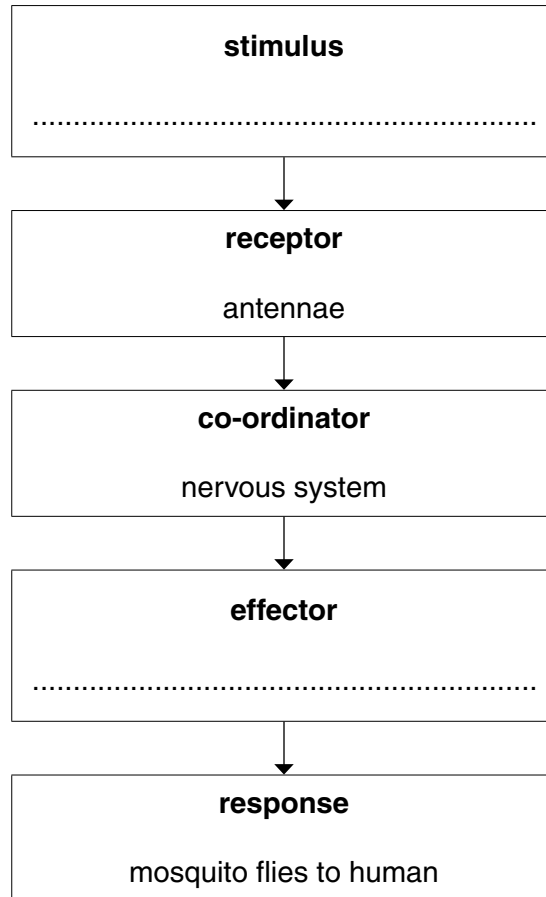 stimulus
..............................................................
receptor
antennae
co-ordinator
nervous system
effector
..............................................................
response
mosquito flies to human